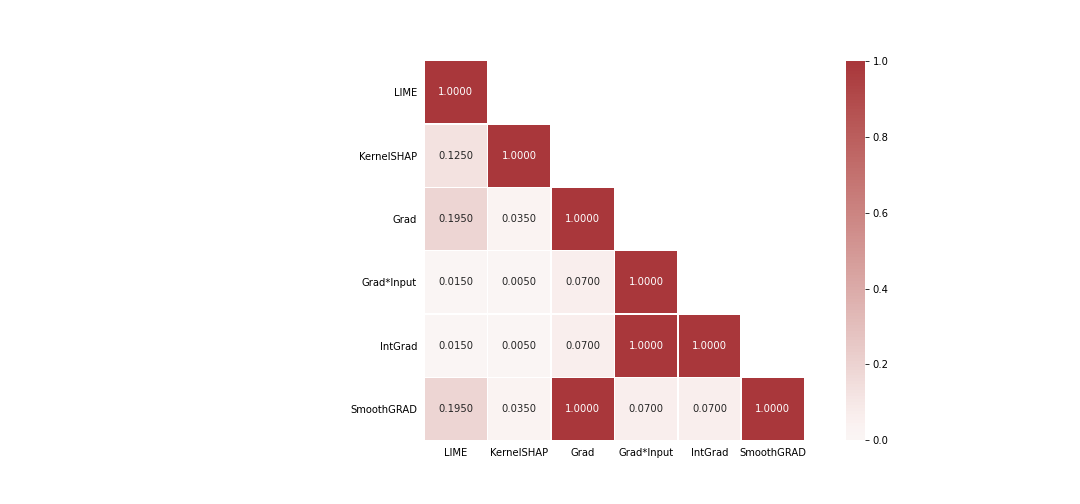 1.0
LIME 1.0000
0.8
KernelSHAP 0.1250 1.0000
0.6
Grad 0.1950 0.0350 1.0000
0.4
Grad*Input 0.0150 0.0050 0.0700 1.0000
IntGrad 0.0150 0.0050 0.0700 1.0000 1.0000
0.2
SmoothGRAD 0.1950 0.0350 1.0000 0.0700 0.0700 1.0000
0.0
LIME KernelSHAP Grad Grad*Input IntGrad SmoothGRAD